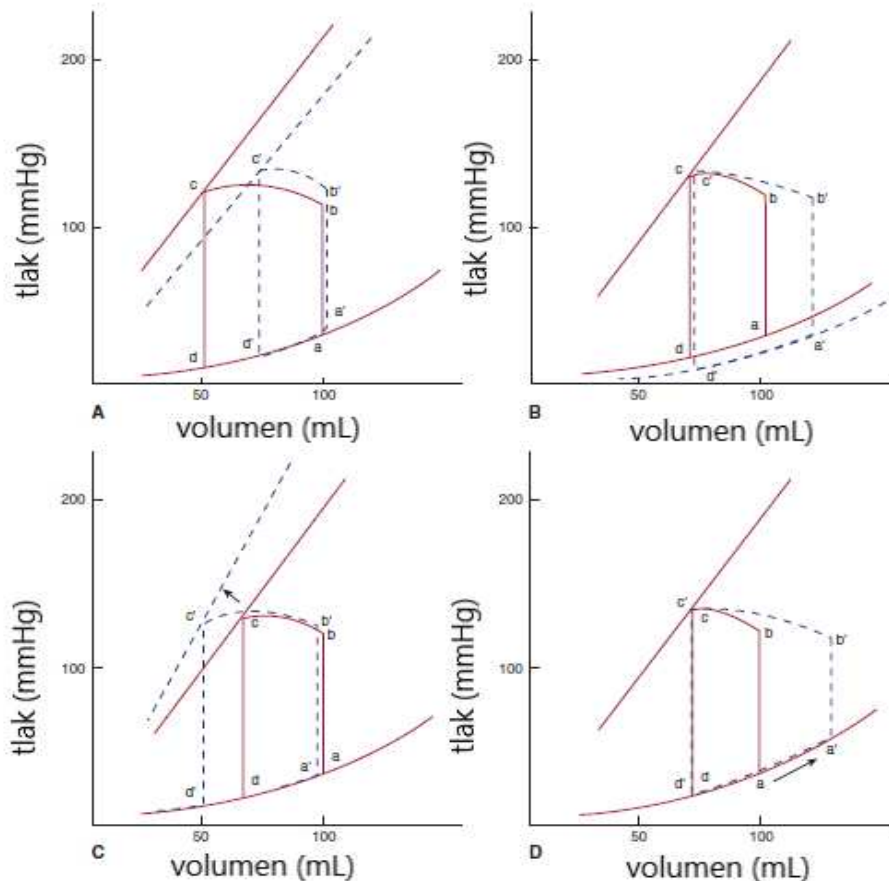 200
100
tlak (mmHg)
c
c'
b'
b
a'
a
d
d'
50
100
A
volumen (mL)
200
100
tlak (mmHg)
c
c'
b
b'
a
a'
d
d'
50
100
B
volumen (mL)
200
100
tlak (mmHg)
c'
c
b'
b
a'
a
d
d'
50
100
C
volumen (mL)
200
100
tlak (mmHg)
c'
c
b
b'
d'
d
a
a'
50
100
D
volumen (mL)